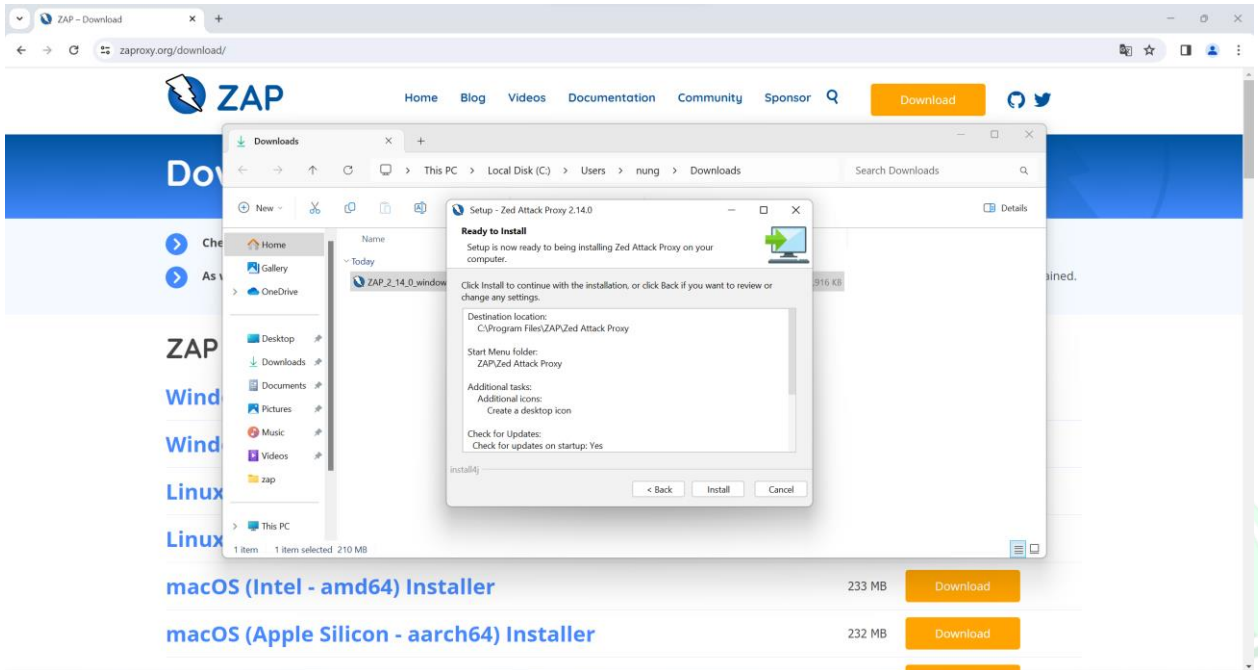 ZAP – Download
zaproxy.org/download/
ZAP
Home Blog Videos Documentation Community Sponsor Download
Downloads
This PC > Local Disk (C:) > Users > nung > Downloads
Search Downloads
New
Details
Setup - Zed Attack Proxy 2.14.0
Ready to Install
Setup is now ready to being installing Zed Attack Proxy on your
computer.
Click Install to continue with the installation, or click Back if you want to review or
change any settings.
Destination location:
C:\Program Files\ZAP\Zed Attack Proxy
Start Menu folder:
ZAP\Zed Attack Proxy
Additional tasks:
Additional icons:
Create a desktop icon
Check for Updates:
Check for updates on startup: Yes
install4j
< Back Install Cancel
Home
Gallery
OneDrive
Desktop
Downloads
Documents
Pictures
Music
Videos
zap
This PC
Name
Today
ZAP_2_14_0_window
916 KB
1 item 1 item selected 210 MB
Dov
Che
As
ained.
ZAP
Wind
Wind
Linux
Linux
macOS (Intel - amd64) Installer 233 MB Download
macOS (Apple Silicon - aarch64) Installer 232 MB Download